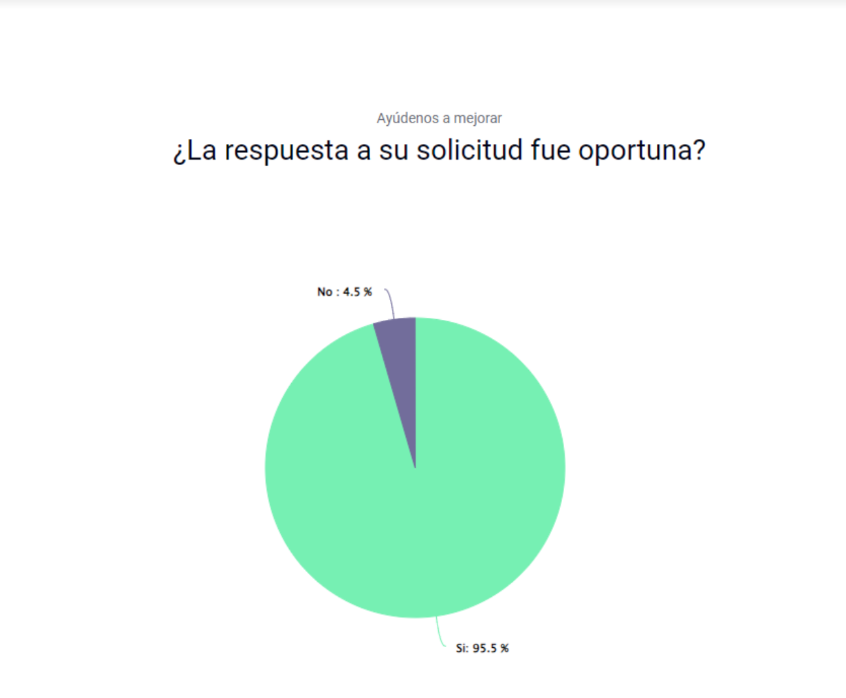 Ayúdenos a mejorar
¿La respuesta a su solicitud fue oportuna?
No : 4.5 %
Si: 95.5 %